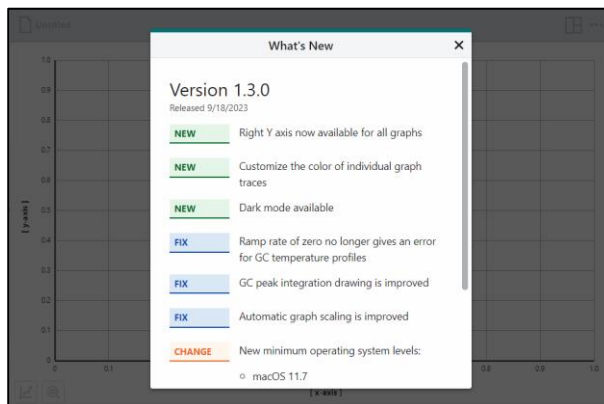 Untitled
What's New
Version 1.3.0
Released 9/18/2023
NEW Right Y axis now available for all graphs
NEW Customize the color of individual graph
traces
NEW Dark mode available
FIX Ramp rate of zero no longer gives an error
for GC temperature profiles
FIX GC peak integration drawing is improved
FIX Automatic graph scaling is improved
CHANGE New minimum operating system levels:
macOS 11.7
1.0
0.9
0.8
0.7
0.6
0.5
0.4
0.3
0.2
0.1
0
[ y-axis ]
0 0.1 0.8 0.9 1.0
[ x-axis ]